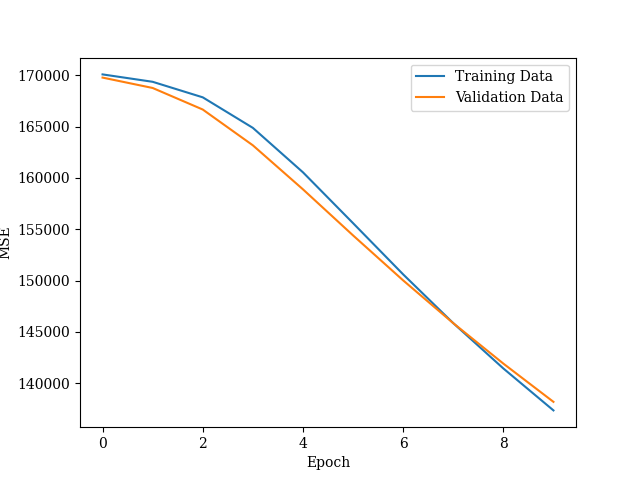 Training Data
Validation Data
170000
165000
160000
155000
150000
145000
140000
MSE
0 2 4 6 8
Epoch